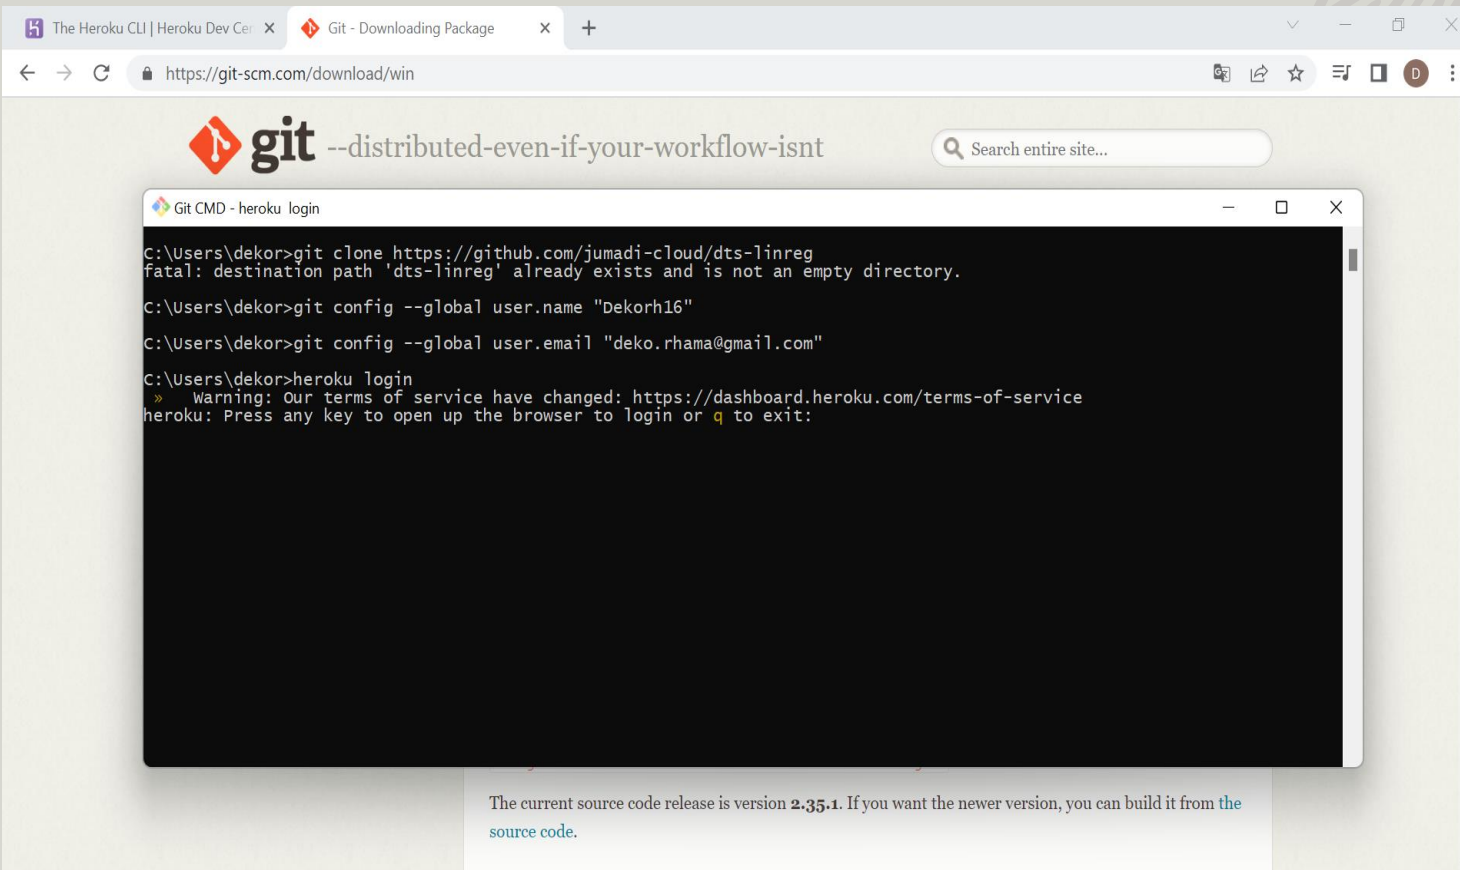 The Heroku CLI | Heroku Dev Cen
Git - Downloading Package
https://git-scm.com/download/win
D
git --distributed-even-if-your-workflow-isnt
Search entire site...
Git CMD - heroku login
C:\Users\dekor>git clone https://github.com/jumadi-cloud/dts-linreg
fatal: destination path 'dts-linreg' already exists and is not an empty directory.
C:\Users\dekor>git config --global user.name "Dekorh16"
C:\Users\dekor>git config --global user.email "deko.rhama@gmail.com"
C:\Users\dekor>heroku login
» Warning: Our terms of service have changed: https://dashboard.heroku.com/terms-of-service
heroku: Press any key to open up the browser to login or q to exit:
The current source code release is version 2.35.1. If you want the newer version, you can build it from the
source code.